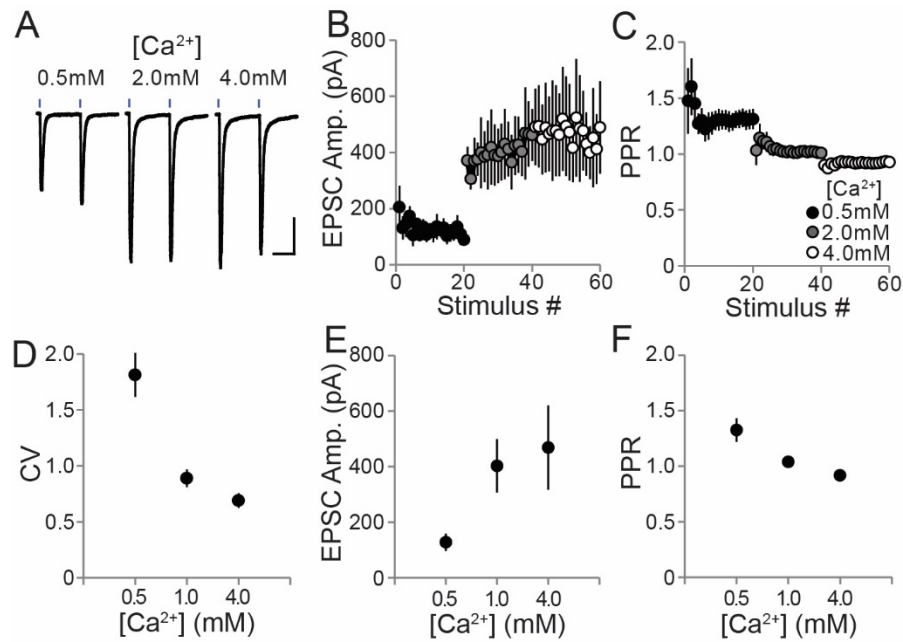 A
[Ca²⁺]
0.5mM 2.0mM 4.0mM
B
EPSC Amp. (pA)
800
600
400
200
0
0 20 40 60
Stimulus #
C
PPR
2.0
1.5
1.0
0.5
0
0 20 40 60
Stimulus #
[Ca²⁺]
0.5mM
2.0mM
4.0mM
D
CV
2.0
1.5
1.0
0.5
0
0.5 1.0 4.0
[Ca²⁺] (mM)
E
EPSC Amp. (pA)
800
600
400
200
0
0.5 1.0 4.0
[Ca²⁺] (mM)
F
PPR
2.0
1.5
1.0
0.5
0
0.5 1.0 4.0
[Ca²⁺] (mM)